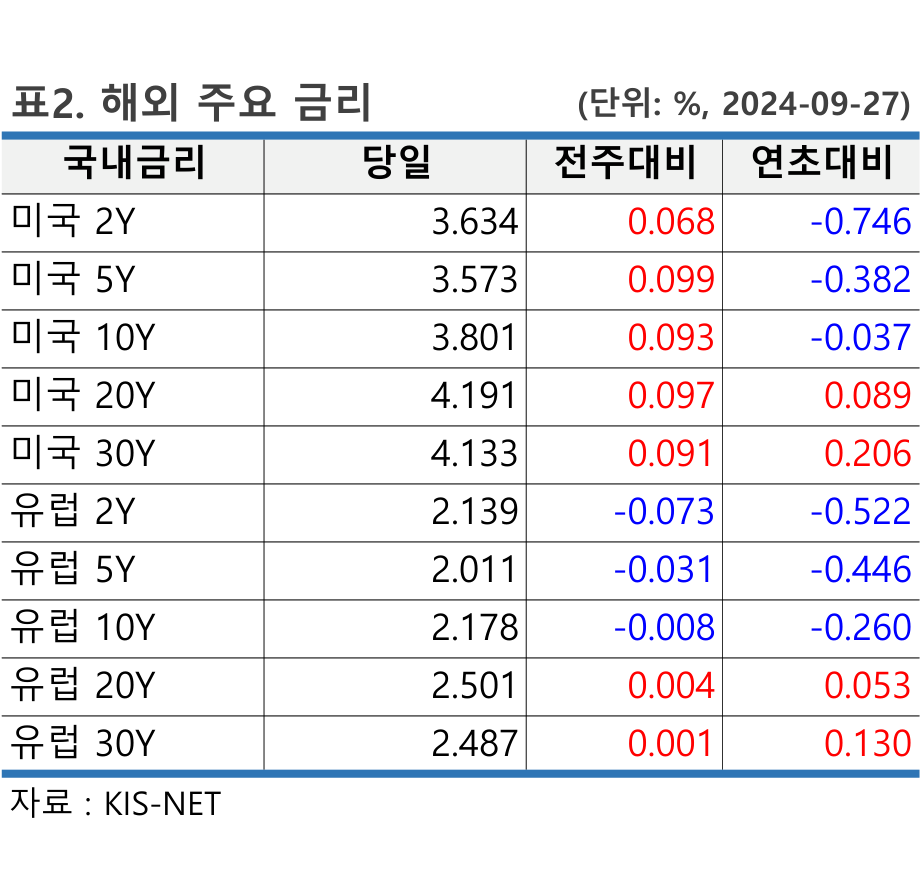 표2. 해외 주요 금리 (단위: %, 2024-09-27)
국내금리 당일 전주대비 연초대비
미국 2Y 3.634 0.068 -0.746
미국 5Y 3.573 0.099 -0.382
미국 10Y 3.801 0.093 -0.037
미국 20Y 4.191 0.097 0.089
미국 30Y 4.133 0.091 0.206
유럽 2Y 2.139 -0.073 -0.522
유럽 5Y 2.011 -0.031 -0.446
유럽 10Y 2.178 -0.008 -0.260
유럽 20Y 2.501 0.004 0.053
유럽 30Y 2.487 0.001 0.130
자료 : KIS-NET